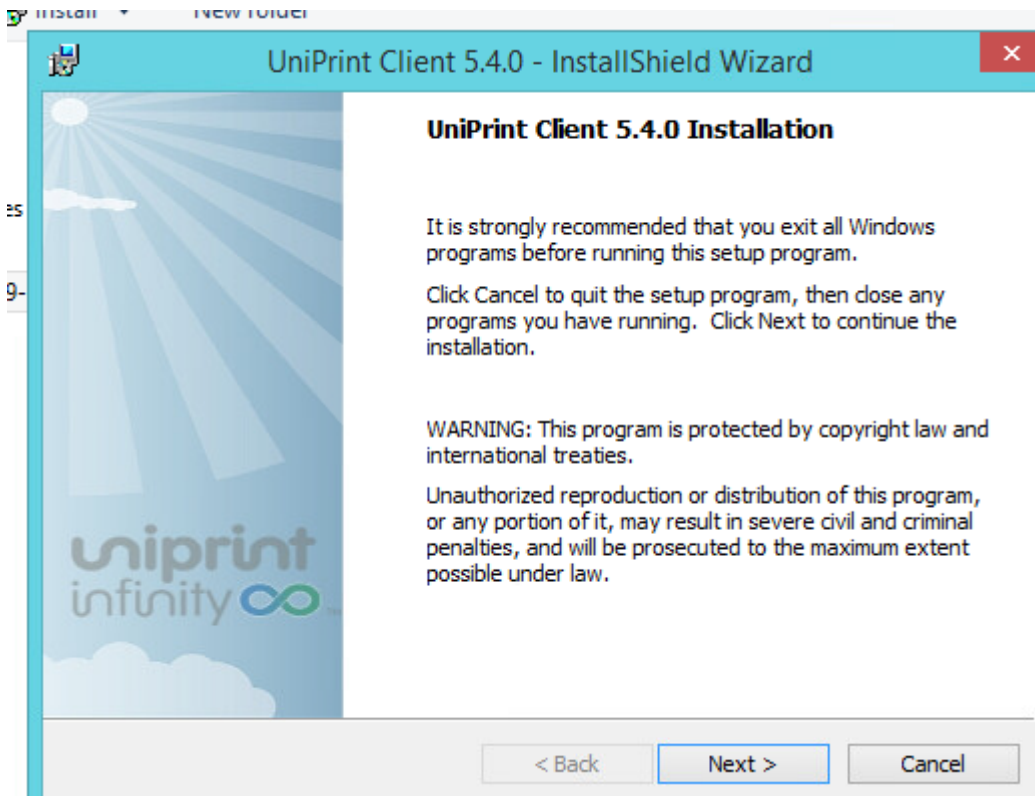 Install New folder
UniPrint Client 5.4.0 - InstallShield Wizard
UniPrint Client 5.4.0 Installation
It is strongly recommended that you exit all Windows
programs before running this setup program.
es
9-
Click Cancel to quit the setup program, then close any
programs you have running. Click Next to continue the
installation.
WARNING: This program is protected by copyright law and
international treaties.
Unauthorized reproduction or distribution of this program,
or any portion of it, may result in severe civil and criminal
penalties, and will be prosecuted to the maximum extent
possible under law.
uniprint
infinity
< Back Next > Cancel